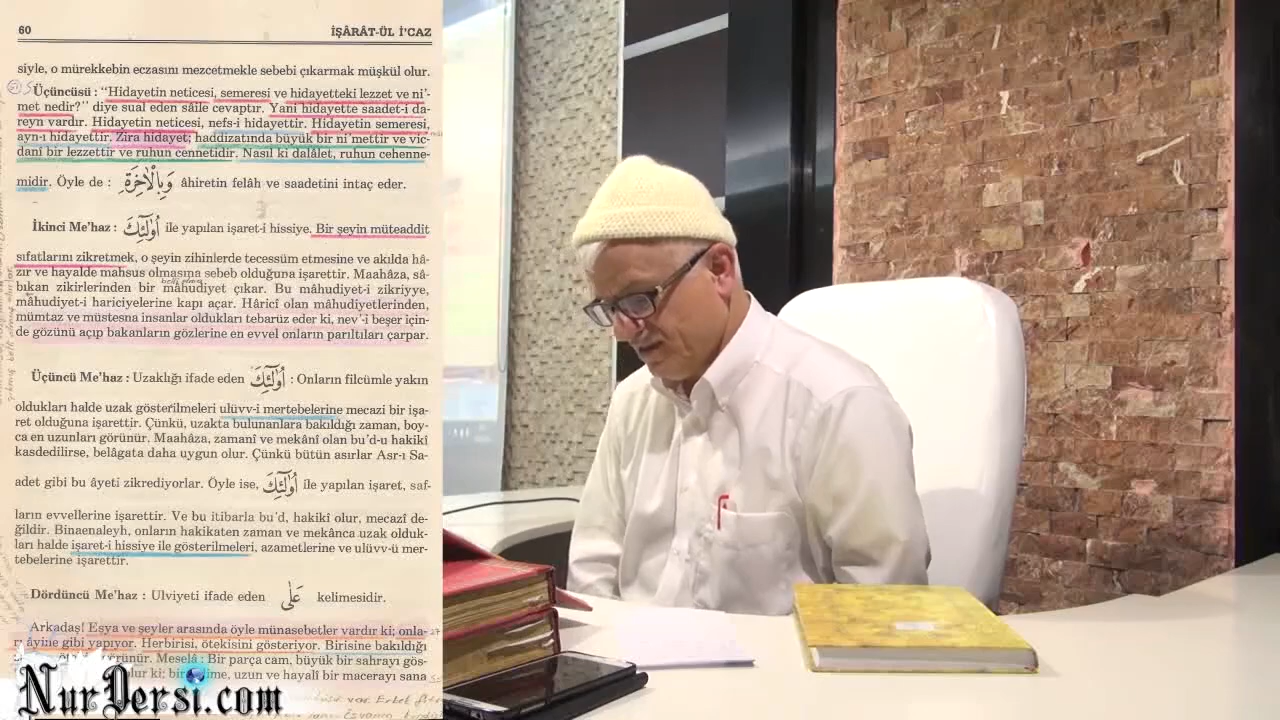 60 İŞÂRÂT-ÜL İ'CAZ
siyle, o mürekkebin eczasını mezcetmekle sebebi çıkarmak müşkül olur.
Üçüncüsü : "Hidayetin neticesi, semeresi ve hidayetteki lezzet ve ni'-
met nedir?" diye sual eden sâile cevaptır. Yani hidayette saadet-i dâ-
reyn vardır. Hidayetin neticesi, nefs-i hidayettir. Hidayetin semeresi,
ayn-ı hidayettir. Zira hidayet; haddizatında büyük bir ni'mettir ve vic-
danî bir lezzettir ve ruhun cennetidir. Nasıl ki dalâlet, ruhun cehenne-
midir. Öyle de : وَبِالْاٰخِرَةِ âhiretin felâh ve saadetini intaç eder.
İkinci Me'haz : اُولٰٓئِكَ ile yapılan işaret-i hissiye. Bir şeyin müteaddit
sıfatlarını zikretmek, o şeyin zihinlerde tecessüm etmesine ve akılda hâ-
zır ve hayalde mahsus olmasına sebeb olduğuna işarettir. Maahâza, sâ-
bıkan zikirlerinden bir mâhudiyet çıkar. Bu mâhudiyet-i zikriyye,
mâhudiyet-i hariciyelerine kapı açar. Hârici olan mâhudiyetlerinden,
mümtaz ve müstesna insanlar oldukları tebarüz eder ki, nev'-i beşer için-
de gözünü açıp bakanların gözlerine en evvel onların parıltıları çarpar.
Üçüncü Me'haz : Uzaklığı ifade eden اُولٰٓئِكَ : Onların filcümle yakın
oldukları halde uzak gösterilmeleri ulüvv-i mertebelerine mecazi bir işa-
ret olduğuna işarettir. Çünkü, uzakta bulunanlara bakıldığı zaman, boy-
ca en uzunları görünür. Maahâza, zamanî ve mekânî olan bu'd-u hakikî
kasdedilirse, belâgata daha uygun olur. Çünkü bütün asırlar Asr-ı Sa-
adet gibi bu âyeti zikrediyorlar. Öyle ise, اُولٰٓئِكَ ile yapılan işaret, saf-
ların evvellerine işarettir. Ve bu itibarla bu'd, hakikî olur, mecazî de-
ğildir. Binaenaleyh, onların hakikaten zaman ve mekânca uzak olduk-
ları halde işaret-i hissiye ile gösterilmeleri, azametlerine ve ulüvv-ü mer-
tebelerine işarettir.
Dördüncü Me'haz : Ulviyeti ifade eden عَلٰى kelimesidir.
Arkadaş! Eşya ve şeyler arasında öyle münasebetler vardır ki; onla-
âyine gibi yapıyor. Herbirisi, ötekisini gösteriyor. Birisine bakıldığı
görünür. Meselâ : Bir parça cam, büyük bir sahrayı gös-
uzun ve hayalî bir macerayı sana
NurDersi.com